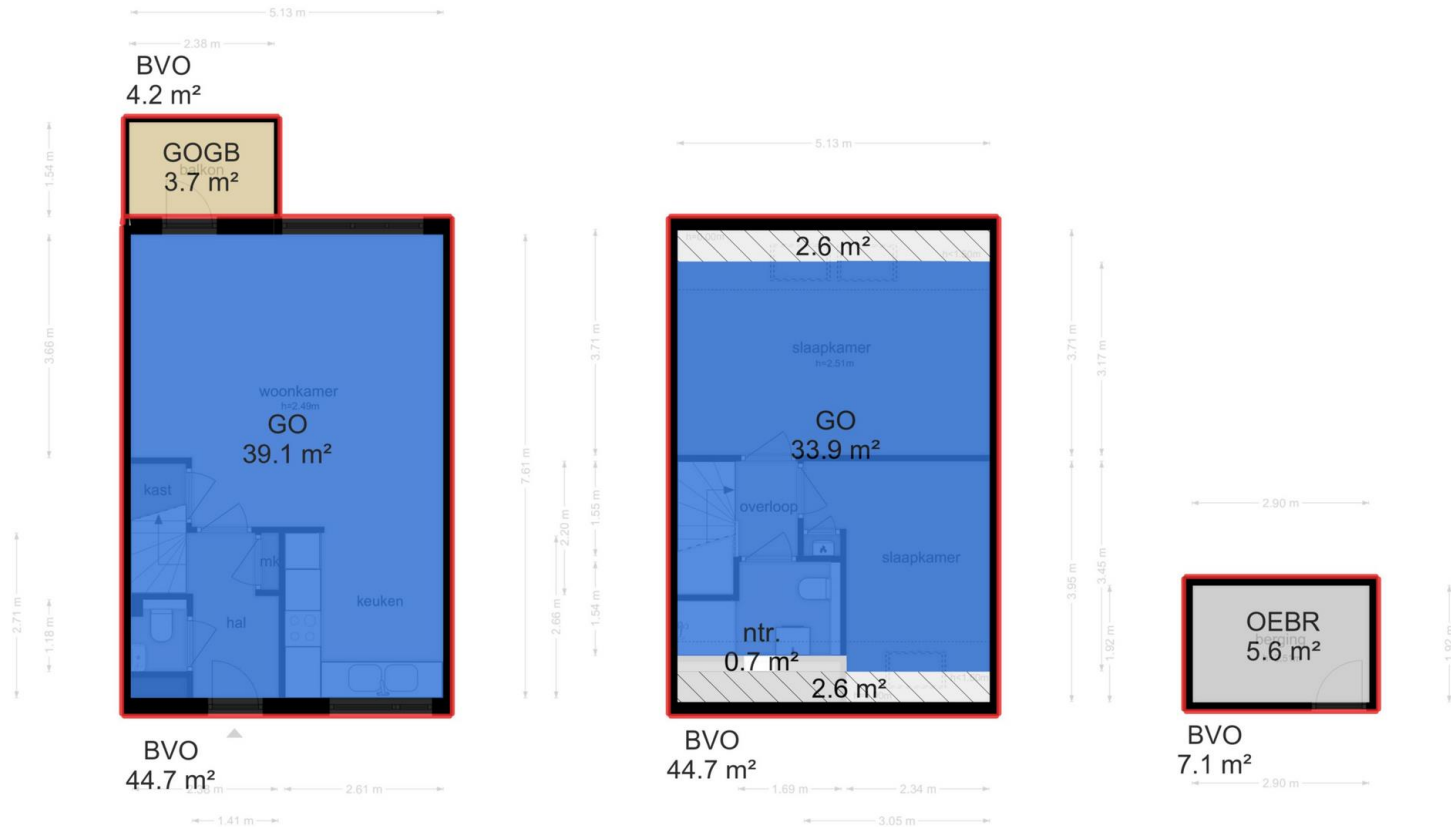 5.13 m
2.38 m
BVO
4.2 m²
1.54 m
GOGB
balkon
3.7 m²
3.66 m
woonkamer
h=2.49m
GO
39.1 m²
7.61 m
kast
mk
hal
keuken
2.71 m
1.18 m
BVO
44.7 m²
2.61 m
1.41 m
5.13 m
2.6 m²
3.71 m
slaapkamer
h=2.51m
GO
33.9 m²
3.71 m
3.17 m
overloop
slaapkamer
2.20 m
1.55 m
2.66 m
1.54 m
3.95 m
3.45 m
ntr.
0.7 m²
2.6 m²
BVO
44.7 m²
1.69 m
2.34 m
3.05 m
2.90 m
1.92 m
OEBR
berging
5.6 m²
1.92 m
BVO
7.1 m²
2.90 m